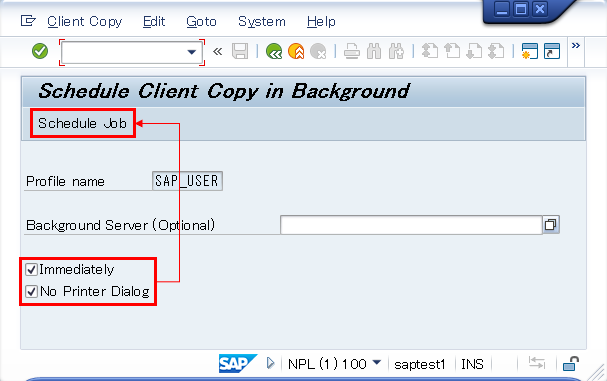 Client Copy Edit Goto System Help
Schedule Client Copy in Background
Schedule Job
Profile name SAP_USER
Background Server (Optional)
Immediately
No Printer Dialog
SAP NPL (1) 100 saptest1 INS